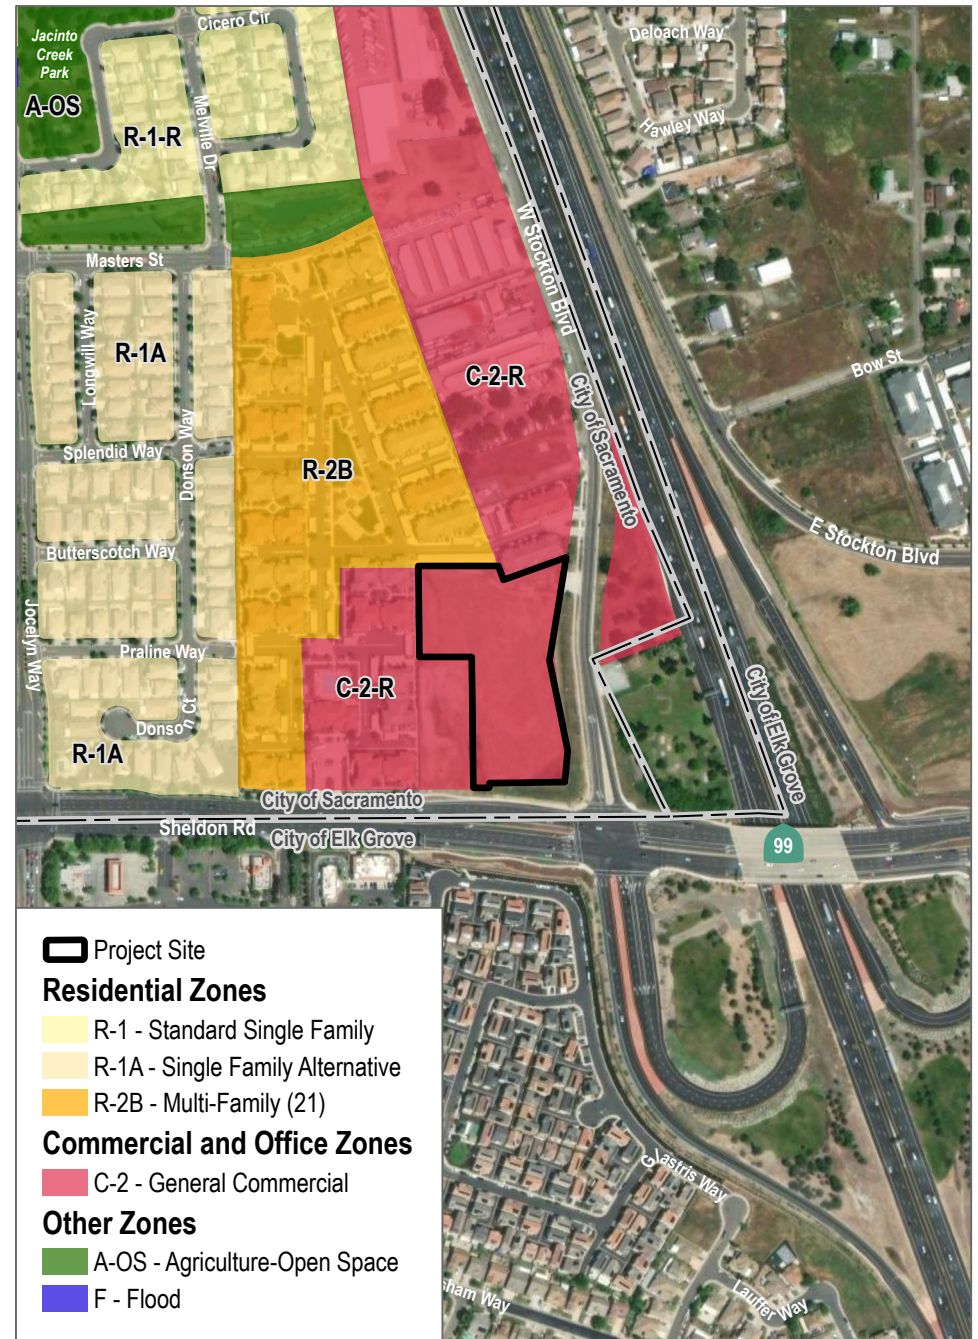 Cicero Cir
Deloach Way
Jacinto
Creek
Park
A-OS
R-1-R
Melville Dr
Hawley Way
W Stockton Blvd
Masters St
Longwill Way
R-1A
Donson Way
C-2-R
Bow St
City of Sacramento
Splendid Way
R-2B
Butterscotch Way
E Stockton Blvd
Jocelyn Way
Praline Way
C-2-R
Donson Ct
R-1A
City of Elk Grove
City of Sacramento
Sheldon Rd
City of Elk Grove
99
Project Site
Residential Zones
R-1 - Standard Single Family
R-1A - Single Family Alternative
R-2B - Multi-Family (21)
Commercial and Office Zones
C-2 - General Commercial
Other Zones
A-OS - Agriculture-Open Space
F - Flood
Glastris Way
sham Way
Lauffer Way